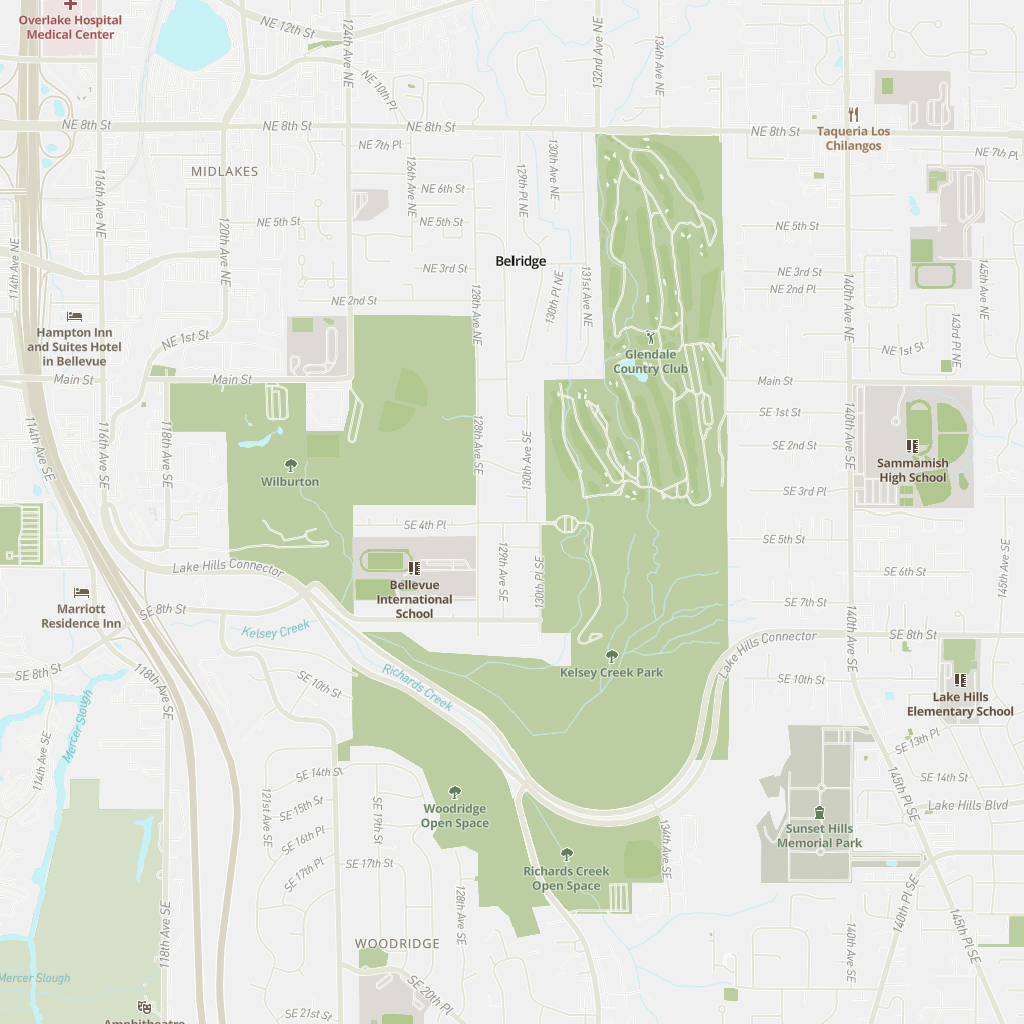 Overlake Hospital
Medical Center
NE 12th St
124th Ave NE
132nd Ave NE
134th Ave NE
140th Ave NE
NE 10th Pl
NE 8th St
NE 8th St
NE 8th St
NE 8th St
Taqueria Los
Chilangos
NE 7th Pl
NE 7th Pl
MIDLAKES
116th Ave NE
126th Ave NE
129th Pl NE
130th Ave NE
NE 6th St
NE 5th St
NE 5th St
NE 5th St
120th Ave NE
114th Ave NE
Belridge
NE 3rd St
NE 3rd St
NE 2nd Pl
NE 2nd St
128th Ave NE
130th Pl NE
131st Ave NE
140th Ave NE
145th Ave NE
143rd Pl NE
Hampton Inn
and Suites Hotel
in Bellevue
NE 1st St
NE 1st St
Glendale
Country Club
Main St
Main St
Main St
SE 1st St
SE 2nd St
SE 3rd Pl
114th Ave SE
116th Ave SE
118th Ave SE
128th Ave SE
130th Ave SE
140th Ave SE
Sammamish
High School
Wilburton
SE 4th Pl
SE 5th St
SE 6th St
SE 7th St
145th Ave SE
Lake Hills Connector
129th Ave SE
130th Pl SE
Bellevue
International
School
Marriott
Residence Inn
SE 8th St
Kelsey Creek
SE 8th St
118th Ave SE
SE 10th St
Richards Creek
Kelsey Creek Park
Lake Hills Connector
140th Ave SE
SE 8th St
SE 10th St
Lake Hills
Elementary School
Mercer Slough
114th Ave SE
SE 13th Pl
SE 14th St
SE 14th St
145th Pl SE
Lake Hills Blvd
121st Ave SE
SE 15th St
SE 16th Pl
SE 17th Pl
SE 19th St
SE 17th St
Woodridge
Open Space
Richards Creek
Open Space
134th Ave SE
Sunset Hills
Memorial Park
128th Ave SE
118th Ave SE
140th Pl SE
140th Ave SE
145th Pl SE
WOODRIDGE
Mercer Slough
SE 20th Pl
SE 21st St
Amphitheatre